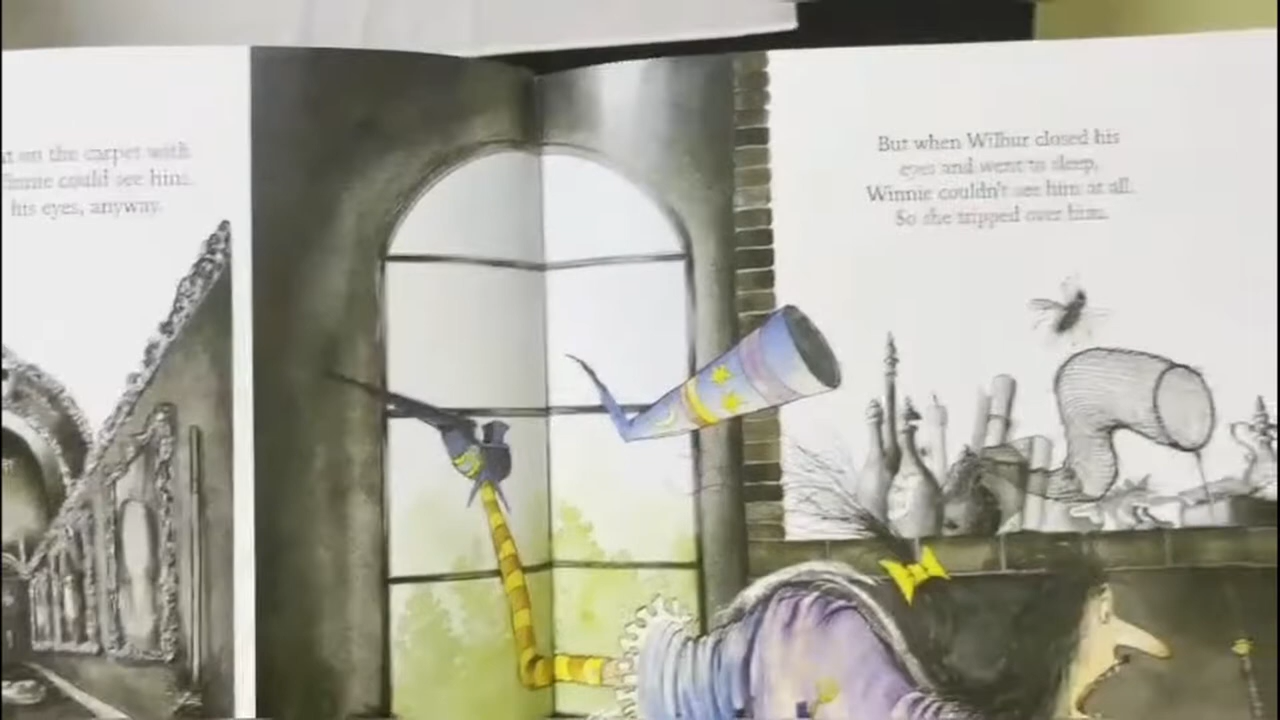 on the carpet with
Winnie could see him.
his eyes, anyway.
But when Wilbur closed his
eyes and went to sleep,
Winnie couldn't see him at all.
So she tripped over him.